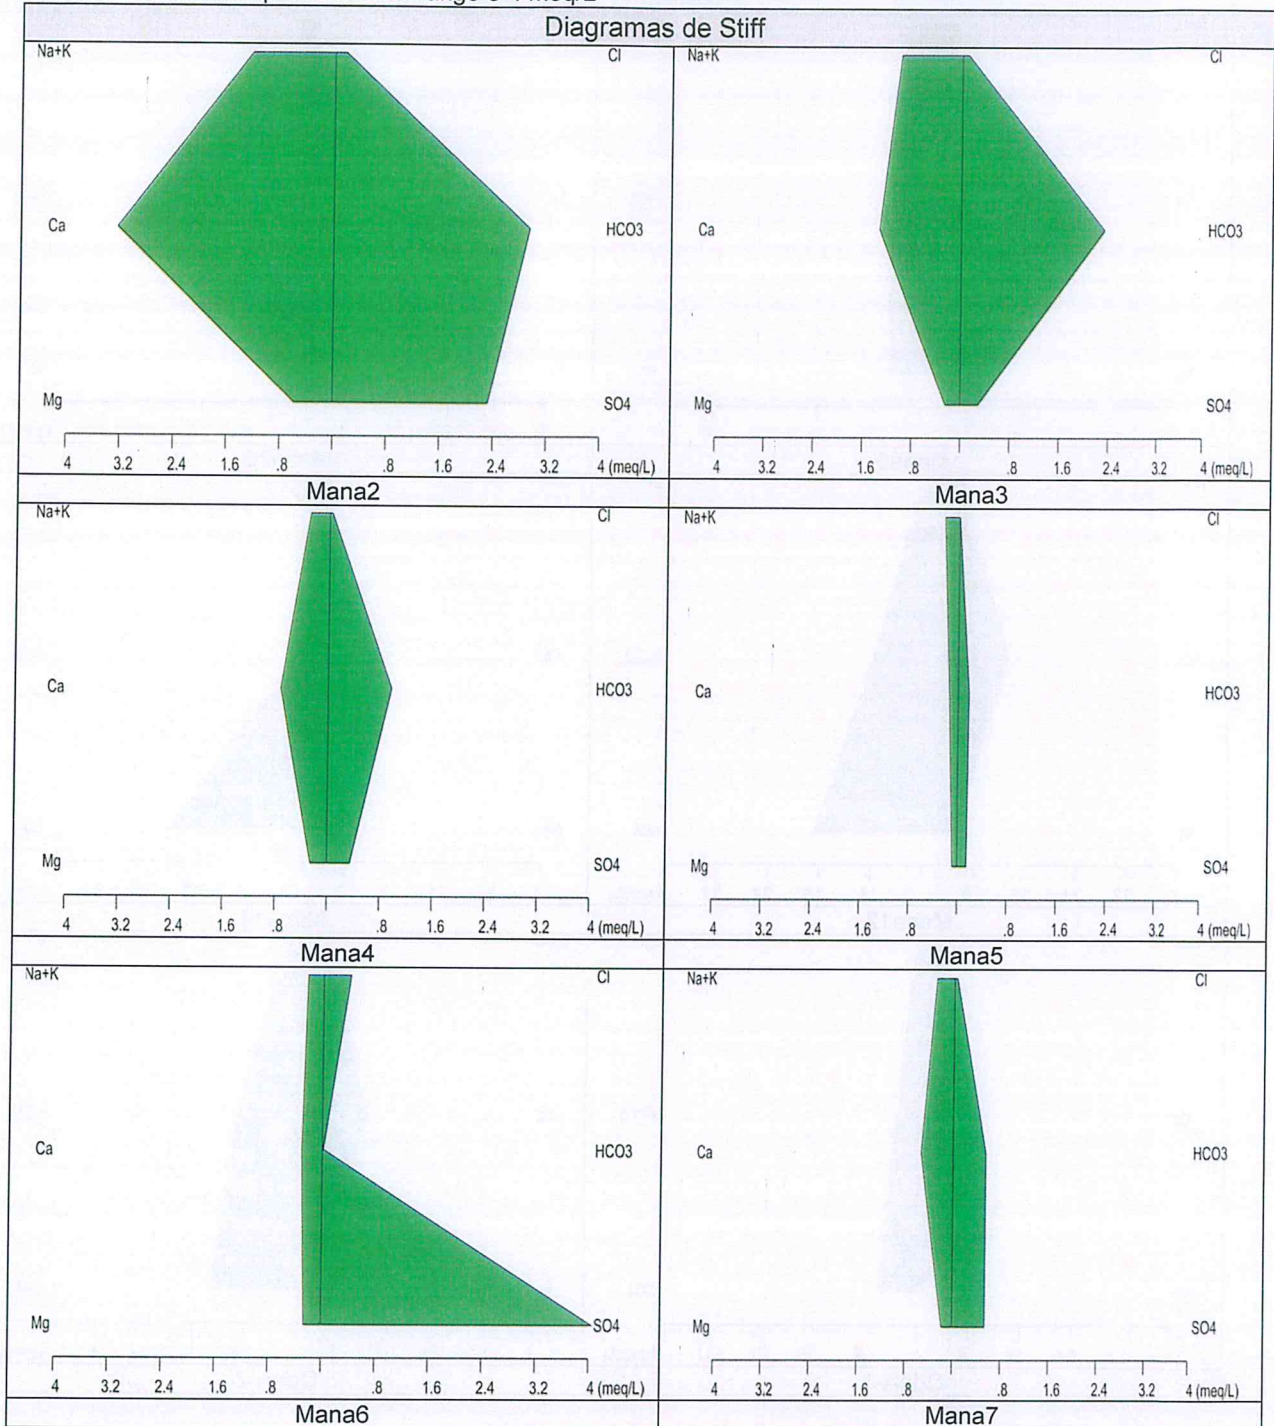 Diagramas de Stiff
Na+K Cl
Ca HCO3
Mg SO4
4 3.2 2.4 1.6 .8 .8 1.6 2.4 3.2 4 (meq/L)
Mana2
Na+K Cl
Ca HCO3
Mg SO4
4 3.2 2.4 1.6 .8 .8 1.6 2.4 3.2 4 (meq/L)
Mana3
Na+K Cl
Ca HCO3
Mg SO4
4 3.2 2.4 1.6 .8 .8 1.6 2.4 3.2 4 (meq/L)
Mana4
Na+K Cl
Ca HCO3
Mg SO4
4 3.2 2.4 1.6 .8 .8 1.6 2.4 3.2 4 (meq/L)
Mana5
Na+K Cl
Ca HCO3
Mg SO4
4 3.2 2.4 1.6 .8 .8 1.6 2.4 3.2 4 (meq/L)
Mana6
Na+K Cl
Ca HCO3
Mg SO4
4 3.2 2.4 1.6 .8 .8 1.6 2.4 3.2 4 (meq/L)
Mana7